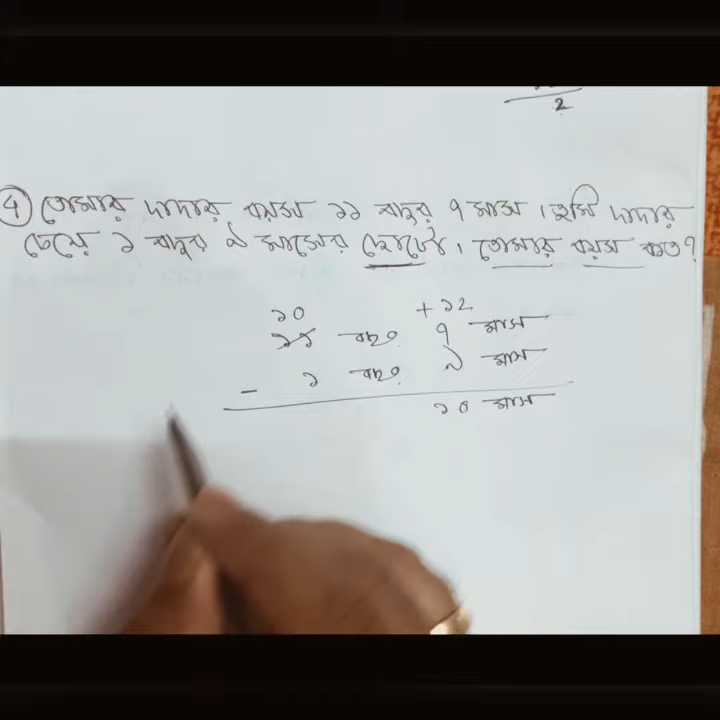 2
4 তোমার দাদার বয়স ১১ বছর ৭ মাস । তুমি দাদার
চেয়ে ১ বছর ৯ মাসের ছোটো । তোমার বয়স কত?
১০ + ১২
১১ বছর ৭ মাস
- ১ বছর ৯ মাস
১০ মাস